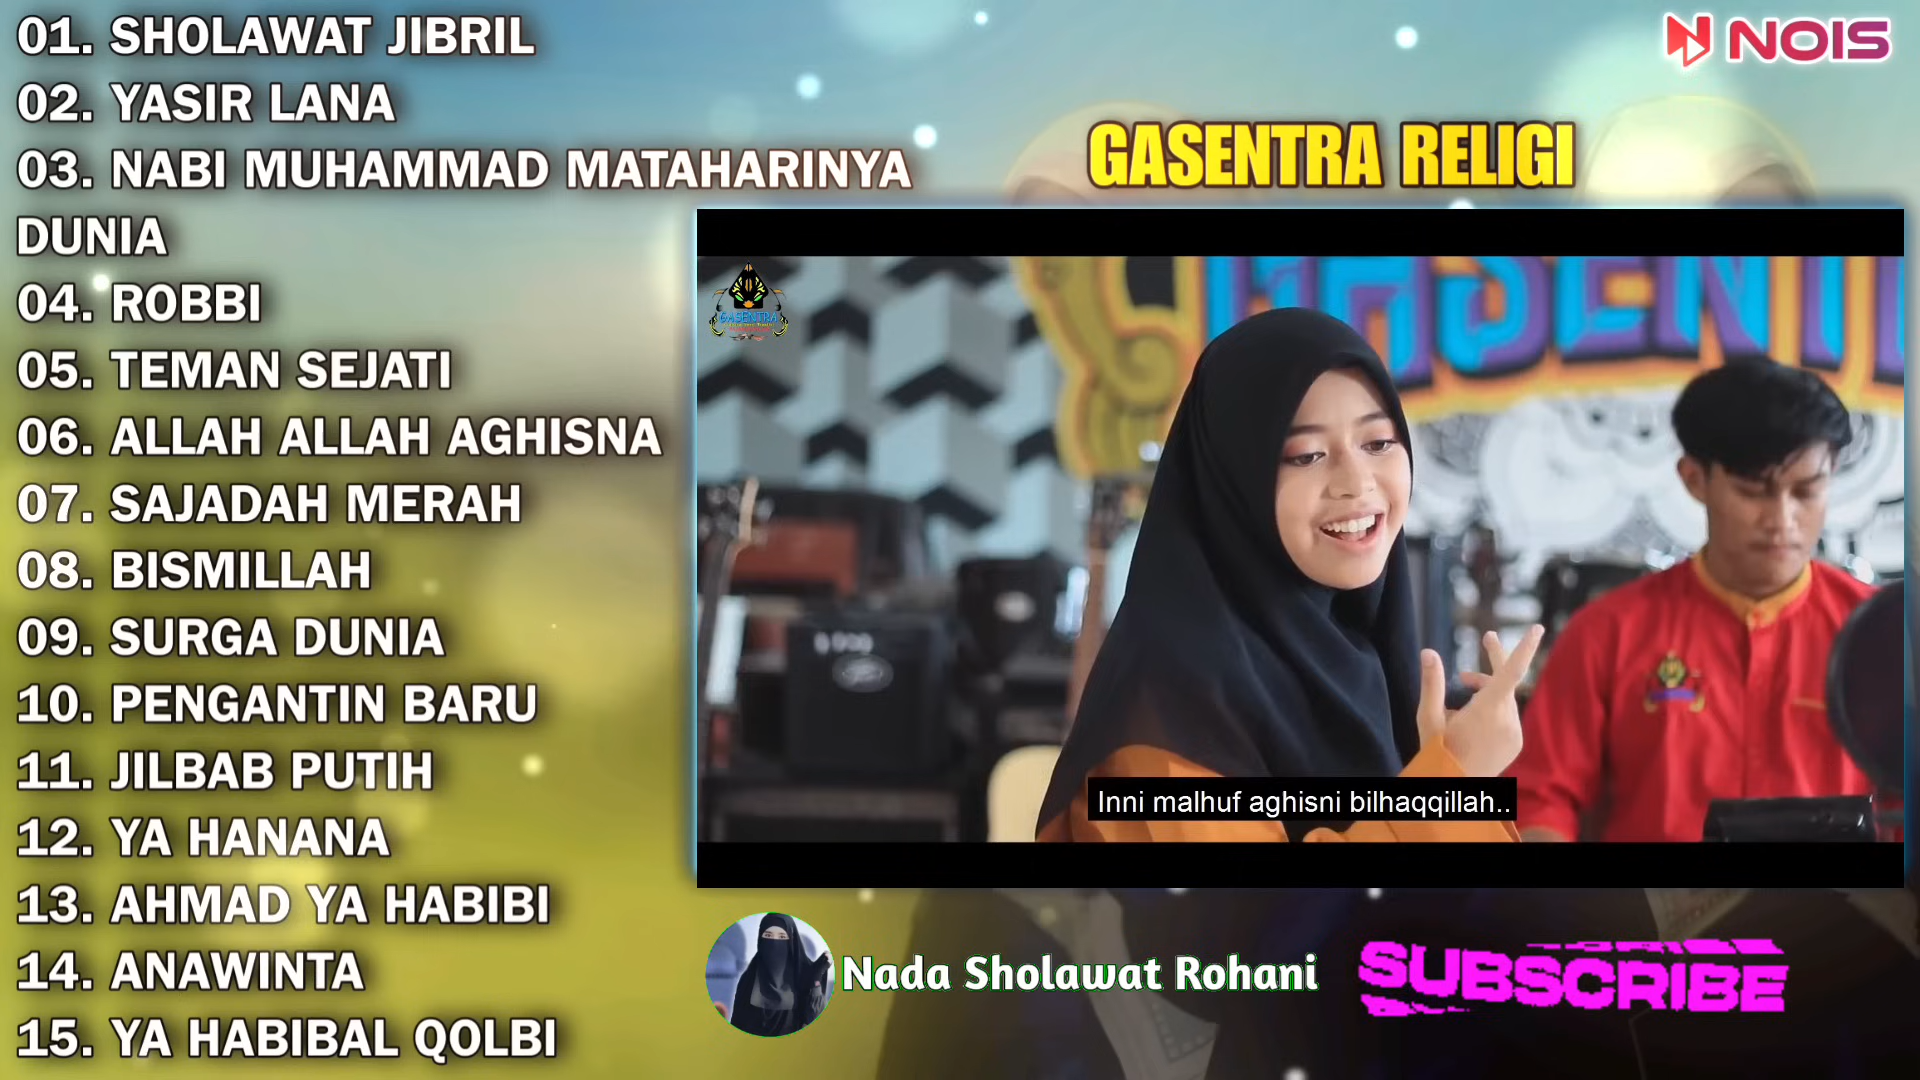 01. SHOLAWAT JIBRIL
02. YASIR LANA
03. NABI MUHAMMAD MATAHARINYA
DUNIA
04. ROBBI
05. TEMAN SEJATI
06. ALLAH ALLAH AGHISNA
07. SAJADAH MERAH
08. BISMILLAH
09. SURGA DUNIA
10. PENGANTIN BARU
11. JILBAB PUTIH
12. YA HANANA
13. AHMAD YA HABIBI
14. ANAWINTA
15. YA HABIBAL QOLBI
NOIS
GASENTRA RELIGI
GASENTRA
Inni malhuf aghisni bilhaqqillah..
Nada Sholawat Rohani
SUBSCRIBE